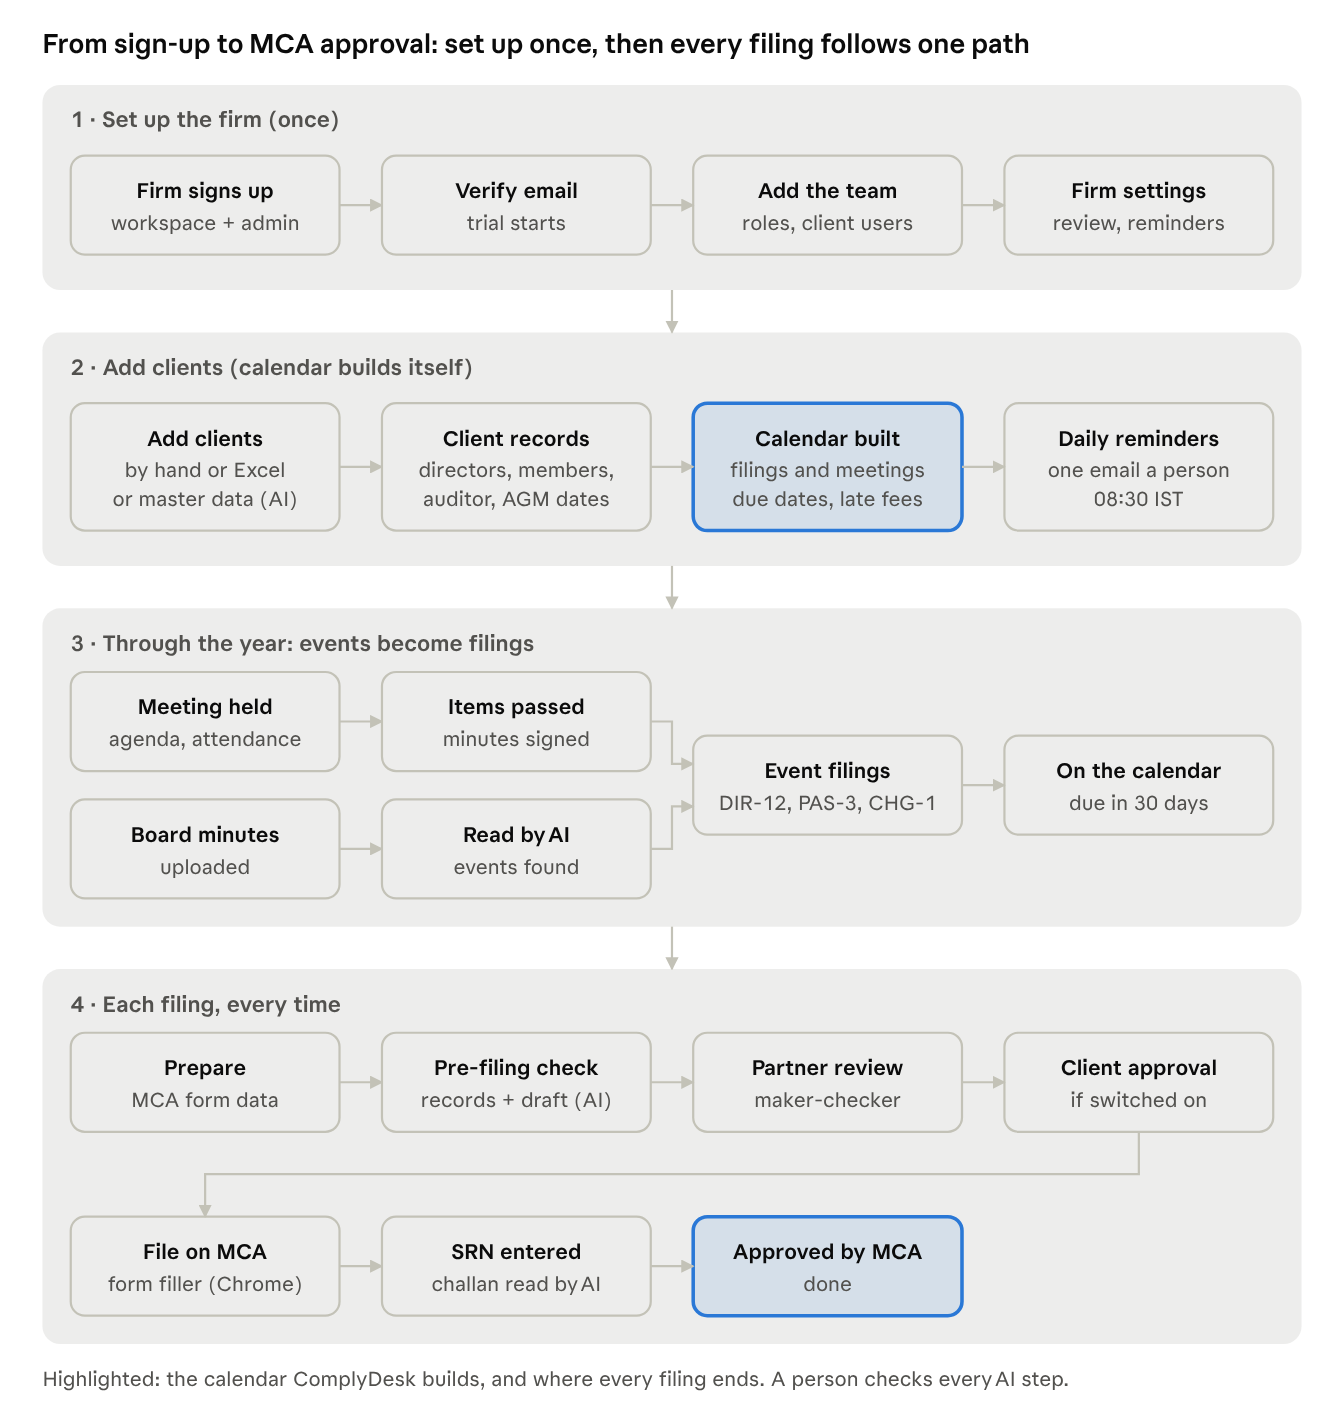 From sign-up to MCA approval: set up once, then every filing follows one path
1 · Set up the firm (once)
Firm signs up
workspace + admin
Verify email
trial starts
Add the team
roles, client users
Firm settings
review, reminders
2 · Add clients (calendar builds itself)
Add clients
by hand or Excel
or master data (AI)
Client records
directors, members,
auditor, AGM dates
Calendar built
filings and meetings
due dates, late fees
Daily reminders
one email a person
08:30 IST
3 · Through the year: events become filings
Meeting held
agenda, attendance
Items passed
minutes signed
Board minutes
uploaded
Read by AI
events found
Event filings
DIR-12, PAS-3, CHG-1
On the calendar
due in 30 days
4 · Each filing, every time
Prepare
MCA form data
Pre-filing check
records + draft (AI)
Partner review
maker-checker
Client approval
if switched on
File on MCA
form filler (Chrome)
SRN entered
challan read by AI
Approved by MCA
done
Highlighted: the calendar ComplyDesk builds, and where every filing ends. A person checks every AI step.